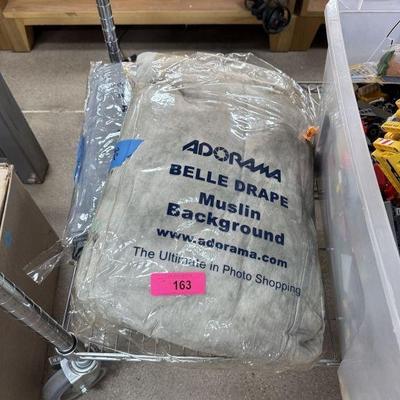 ADORAMA
BELLE DRAPE
Muslin
Background
www.adorama.com
The Ultimate in Photo Shopping
163